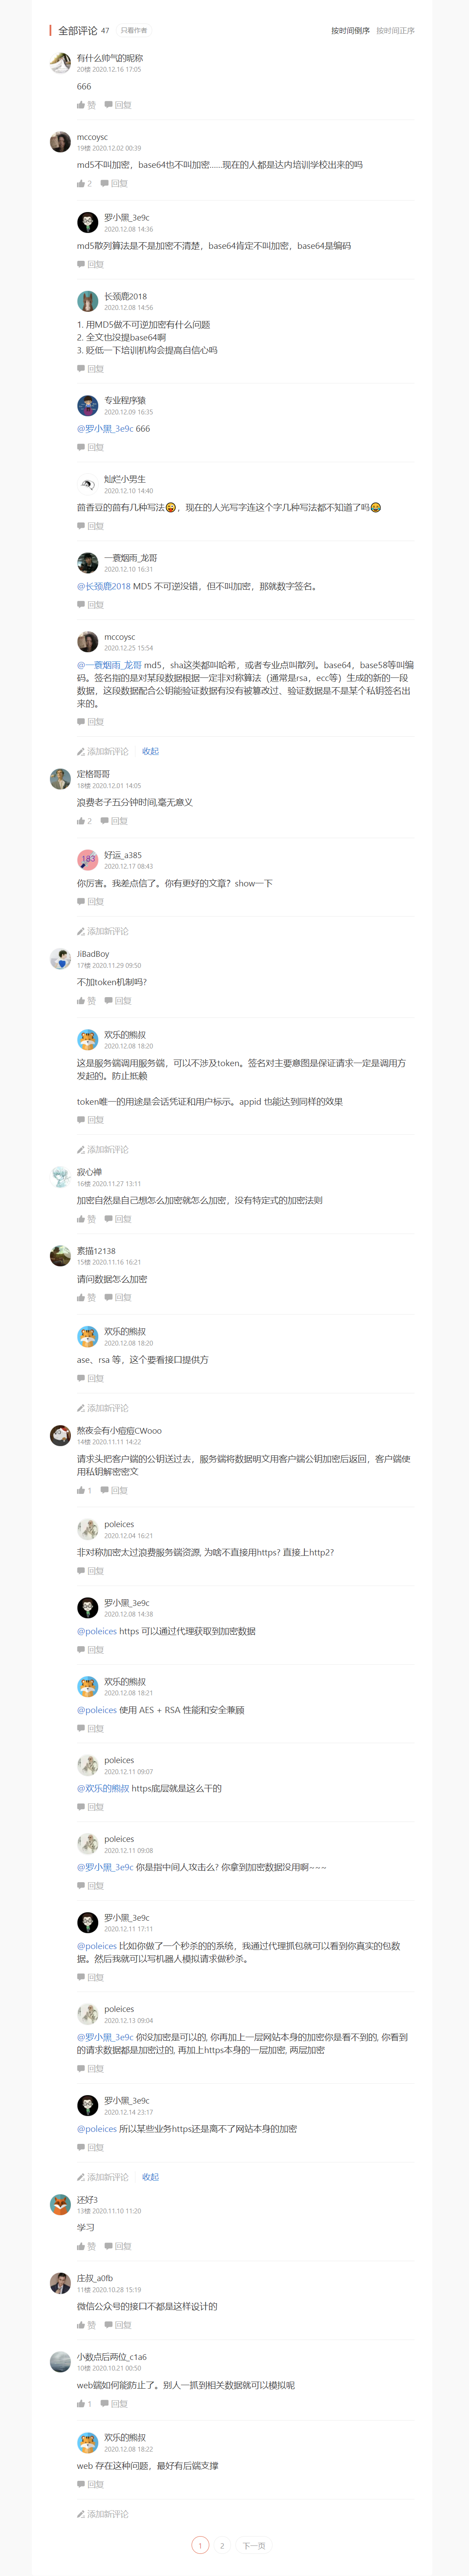 全部评论 47 只看作者 按时间倒序 按时间正序
有什么帅气的昵称
20楼 2020.12.16 17:05
666
赞 回复
mccoysc
19楼 2020.12.02 00:39
md5不叫加密，base64也不叫加密……现在的人都是达内培训学校出来的吗
2 回复
罗小黑_3e9c
2020.12.08 14:36
md5散列算法是不是加密不清楚，base64肯定不叫加密，base64是编码
回复
长颈鹿2018
2020.12.08 14:56
1. 用MD5做不可逆加密有什么问题
2. 全文也没提base64啊
3. 贬低一下培训机构会提高自信心吗
回复
专业程序猿
2020.12.09 16:35
@罗小黑_3e9c 666
回复
灿烂小男生
2020.12.10 14:40
茴香豆的茴有几种写法😜，现在的人光写字连这个字几种写法都不知道了吗😂
回复
一蓑烟雨_龙哥
2020.12.10 16:31
@长颈鹿2018 MD5 不可逆没错，但不叫加密，那就数字签名。
回复
mccoysc
2020.12.25 15:54
@一蓑烟雨_龙哥 md5，sha这类都叫哈希，或者专业点叫散列。base64，base58等叫编
码。签名指的是对某段数据根据一定非对称算法（通常是rsa，ecc等）生成的新的一段
数据，这段数据配合公钥能验证数据有没有被篡改过、验证数据是不是某个私钥签名出
来的。
回复
添加新评论 收起
定格哥哥
18楼 2020.12.01 14:05
浪费老子五分钟时间,毫无意义
2 回复
好运_a385
2020.12.17 08:43
你厉害。我差点信了。你有更好的文章？show一下
回复
添加新评论
JiBadBoy
17楼 2020.11.29 09:50
不加token机制吗?
赞 回复
欢乐的熊叔
2020.12.08 18:20
这是服务端调用服务端，可以不涉及token。签名对主要意图是保证请求一定是调用方
发起的。防止抵赖
token唯一的用途是会话凭证和用户标示。appid 也能达到同样的效果
回复
添加新评论
寂心禅
16楼 2020.11.27 13:11
加密自然是自己想怎么加密就怎么加密，没有特定式的加密法则
赞 回复
素描12138
15楼 2020.11.16 16:21
请问数据怎么加密
赞 回复
欢乐的熊叔
2020.12.08 18:20
ase、rsa 等，这个要看接口提供方
回复
添加新评论
熬夜会有小痘痘CWooo
14楼 2020.11.11 14:22
请求头把客户端的公钥送过去，服务端将数据明文用客户端公钥加密后返回，客户端使
用私钥解密密文
1 回复
poleices
2020.12.04 16:21
非对称加密太过浪费服务端资源, 为啥不直接用https? 直接上http2?
回复
罗小黑_3e9c
2020.12.08 14:38
@poleices https 可以通过代理获取到加密数据
回复
欢乐的熊叔
2020.12.08 18:21
@poleices 使用 AES + RSA 性能和安全兼顾
回复
poleices
2020.12.11 09:07
@欢乐的熊叔 https底层就是这么干的
回复
poleices
2020.12.11 09:08
@罗小黑_3e9c 你是指中间人攻击么? 你拿到加密数据没用啊~~~
回复
罗小黑_3e9c
2020.12.11 17:11
@poleices 比如你做了一个秒杀的的系统，我通过代理抓包就可以看到你真实的包数
据。然后我就可以写机器人模拟请求做秒杀。
回复
poleices
2020.12.13 09:04
@罗小黑_3e9c 你没加密是可以的, 你再加上一层网站本身的加密你是看不到的, 你看到
的请求数据都是加密过的, 再加上https本身的一层加密, 两层加密
回复
罗小黑_3e9c
2020.12.14 23:17
@poleices 所以某些业务https还是离不了网站本身的加密
回复
添加新评论 收起
还好3
13楼 2020.11.10 11:20
学习
赞 回复
庄叔_a0fb
11楼 2020.10.28 15:19
微信公众号的接口不都是这样设计的
赞 回复
小数点后两位_c1a6
10楼 2020.10.21 00:50
web端如何能防止了。别人一抓到相关数据就可以模拟呢
1 回复
欢乐的熊叔
2020.12.08 18:22
web 存在这种问题，最好有后端支撑
回复
添加新评论
1 2 下一页